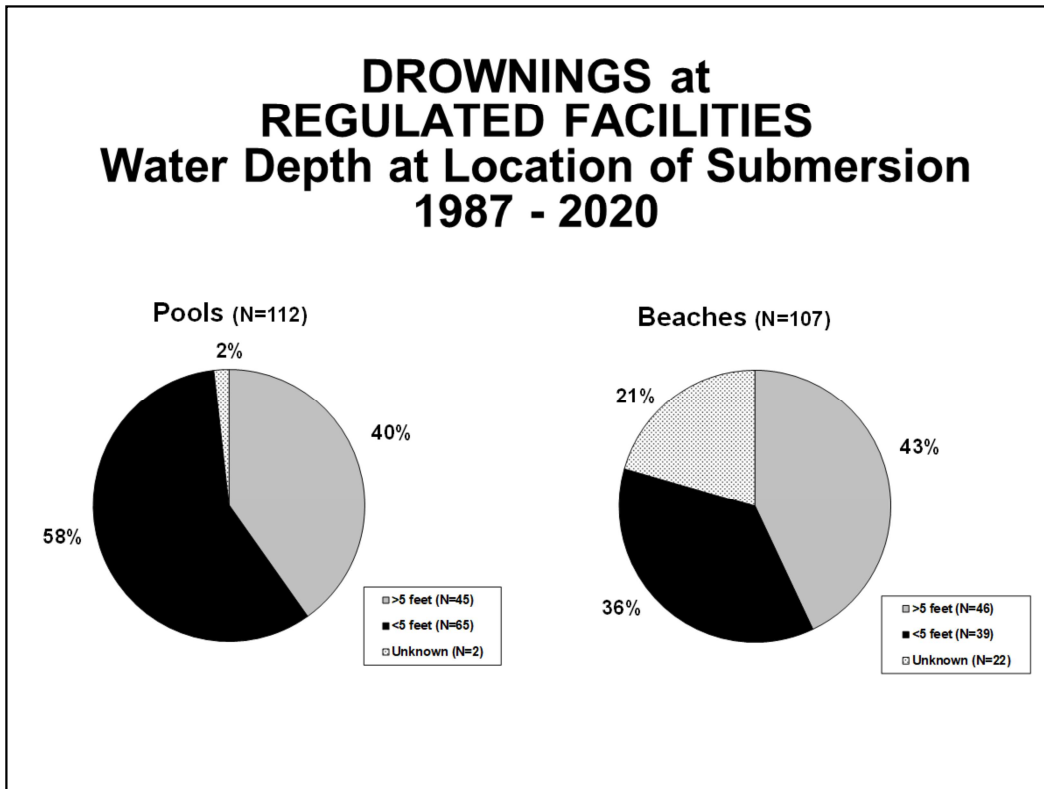 DROWNINGS at
REGULATED FACILITIES
Water Depth at Location of Submersion
1987 - 2020
Pools (N=112)
2%
40%
58%
>5 feet (N=45)
<5 feet (N=65)
Unknown (N=2)
Beaches (N=107)
21%
43%
36%
>5 feet (N=46)
<5 feet (N=39)
Unknown (N=22)